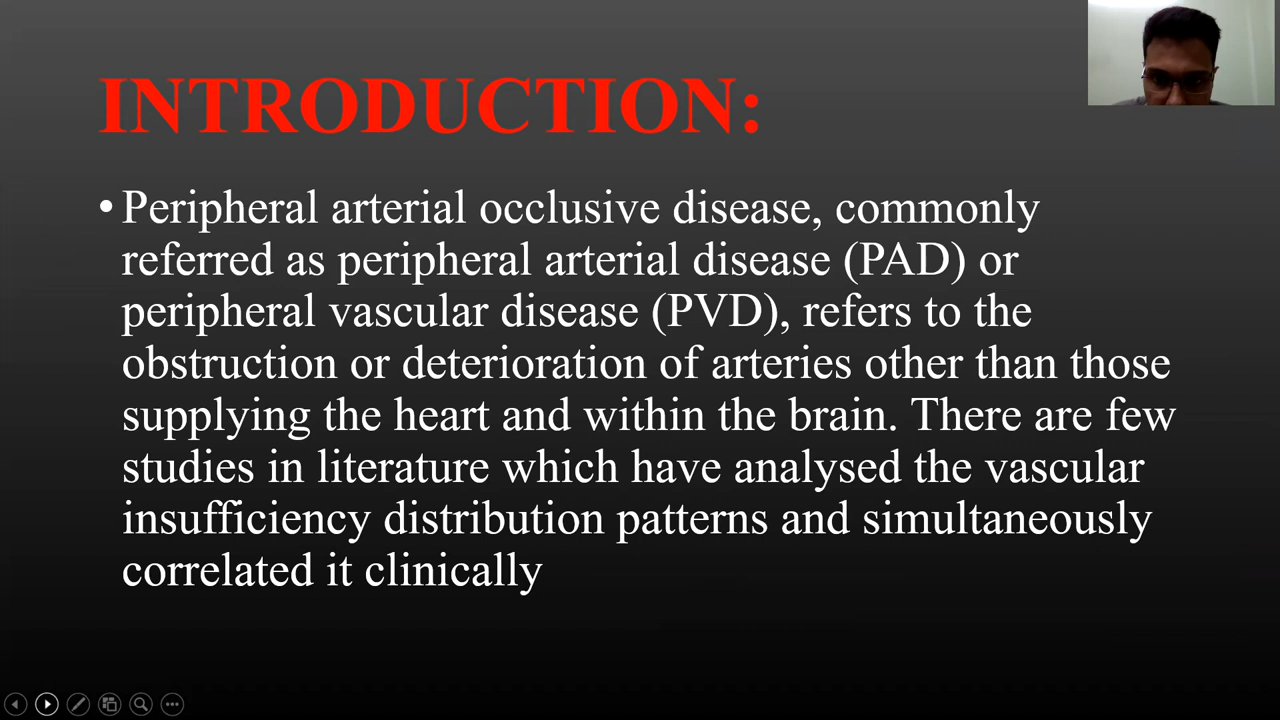 INTRODUCTION:
• Peripheral arterial occlusive disease, commonly
referred as peripheral arterial disease (PAD) or
peripheral vascular disease (PVD), refers to the
obstruction or deterioration of arteries other than those
supplying the heart and within the brain. There are few
studies in literature which have analysed the vascular
insufficiency distribution patterns and simultaneously
correlated it clinically